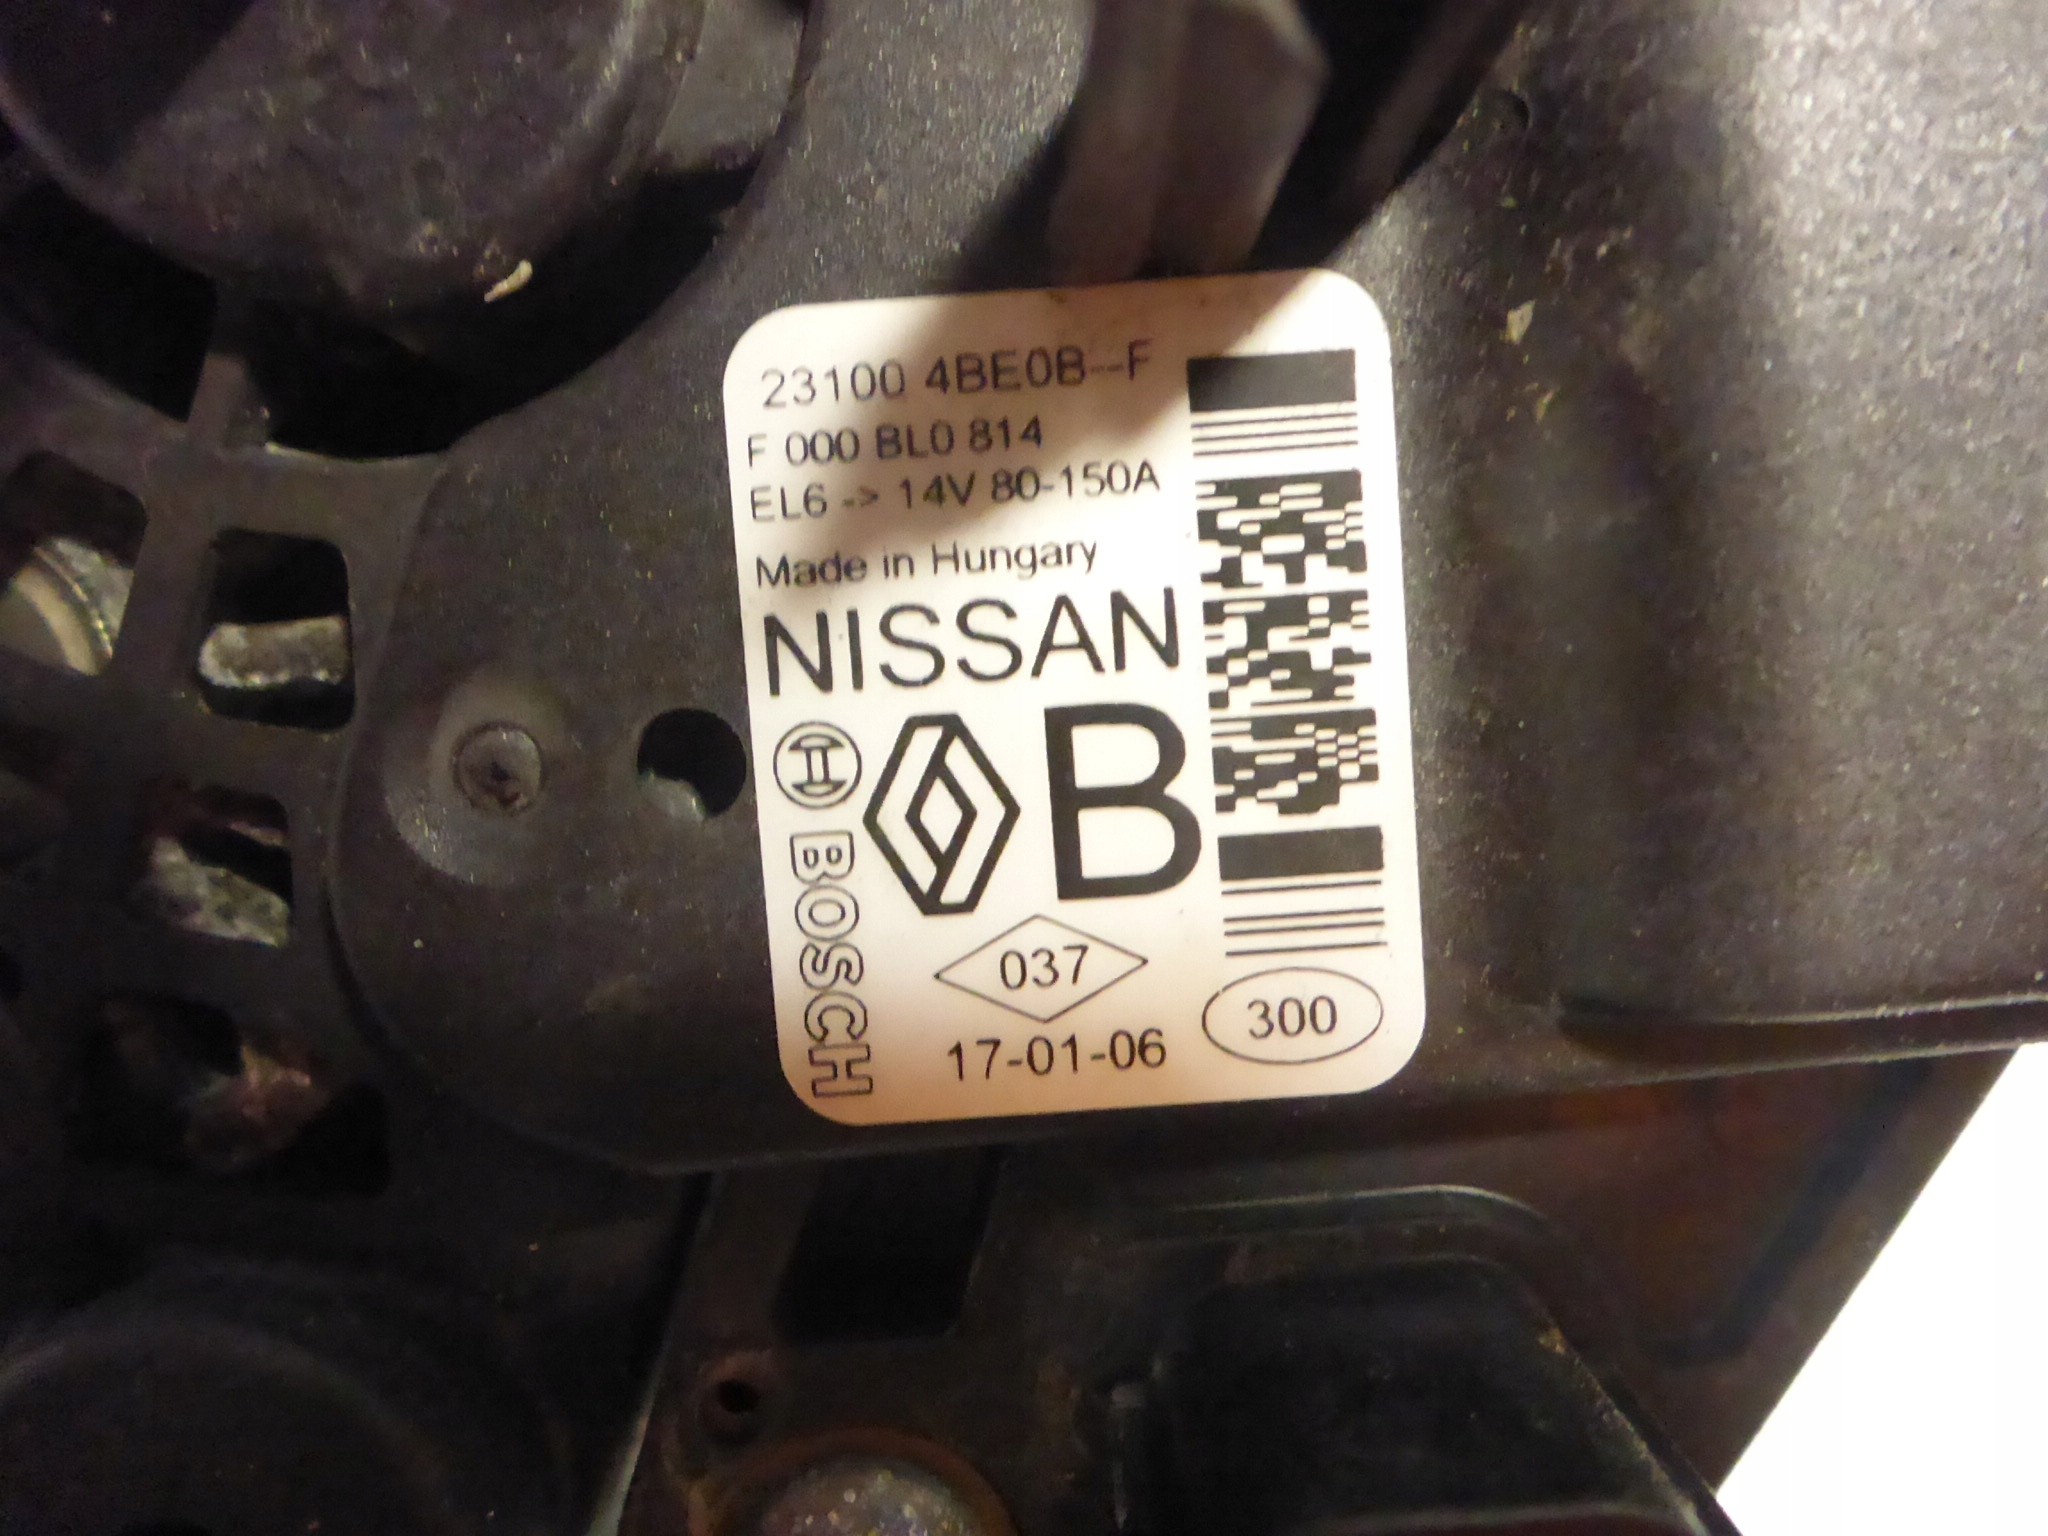 23100 4BE0B--F
F 000 BL0 814
EL6 -> 14V 80-150A
Made in Hungary
NISSAN
B
BOSCH
037
300
17-01-06